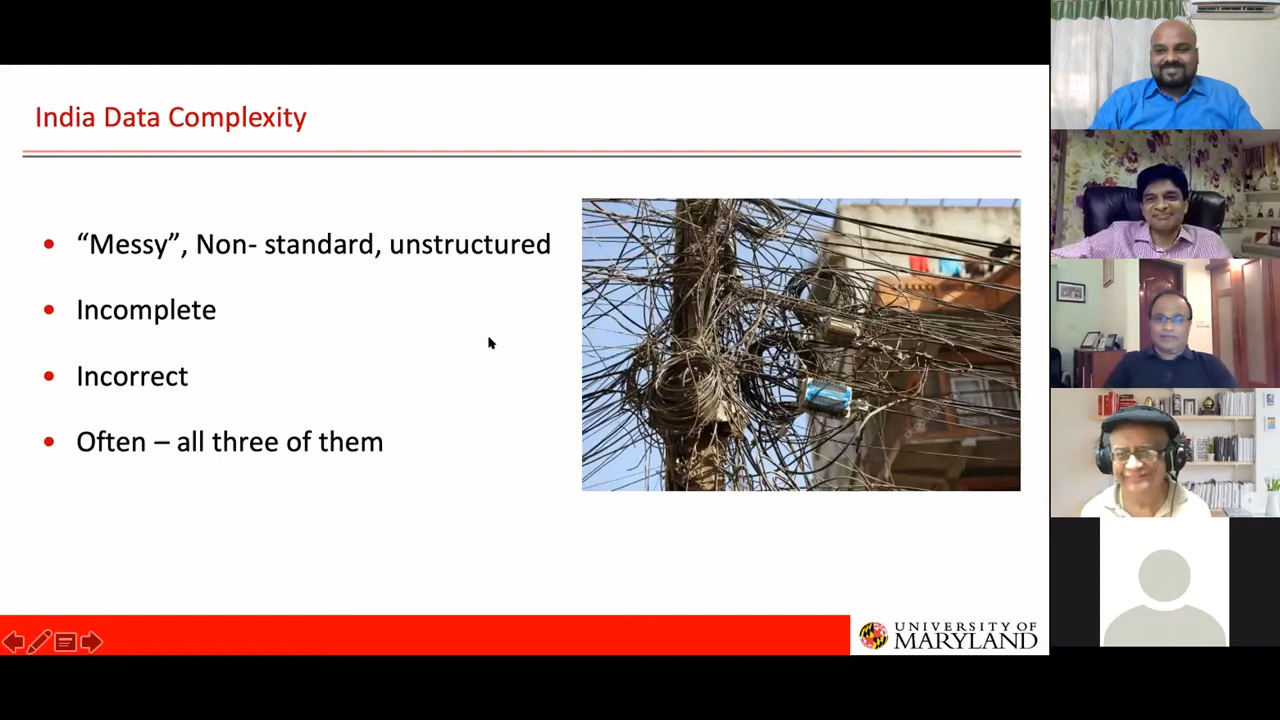 India Data Complexity
“Messy”, Non- standard, unstructured
Incomplete
Incorrect
Often – all three of them
UNIVERSITY OF
MARYLAND